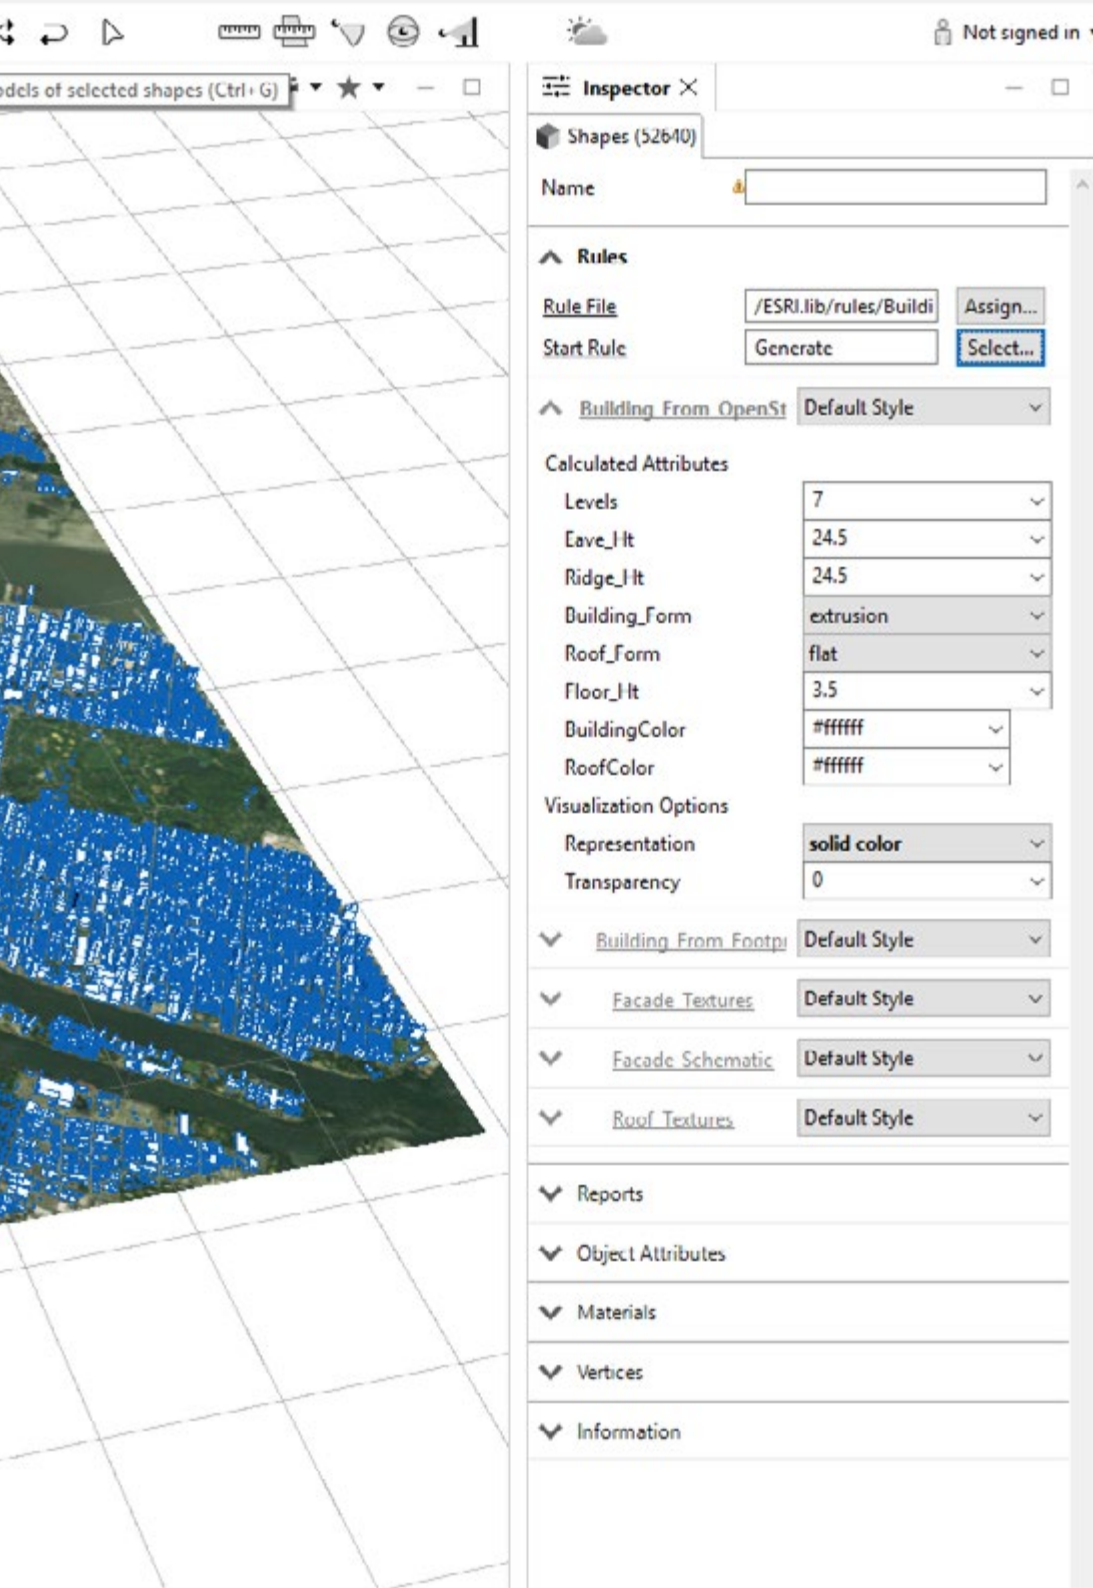 Not signed in
odels of selected shapes (Ctrl+G)
Inspector
Shapes (52640)
Name
Rules
Rule File /ESRI.lib/rules/Buildi Assign...
Start Rule Generate Select...
Building From OpenSt Default Style
Calculated Attributes
Levels 7
Eave_Ht 24.5
Ridge_Ht 24.5
Building_Form extrusion
Roof_Form flat
Floor_Ht 3.5
BuildingColor #ffffff
RoofColor #ffffff
Visualization Options
Representation solid color
Transparency 0
Building From Footpr Default Style
Facade Textures Default Style
Facade Schematic Default Style
Roof Textures Default Style
Reports
Object Attributes
Materials
Vertices
Information